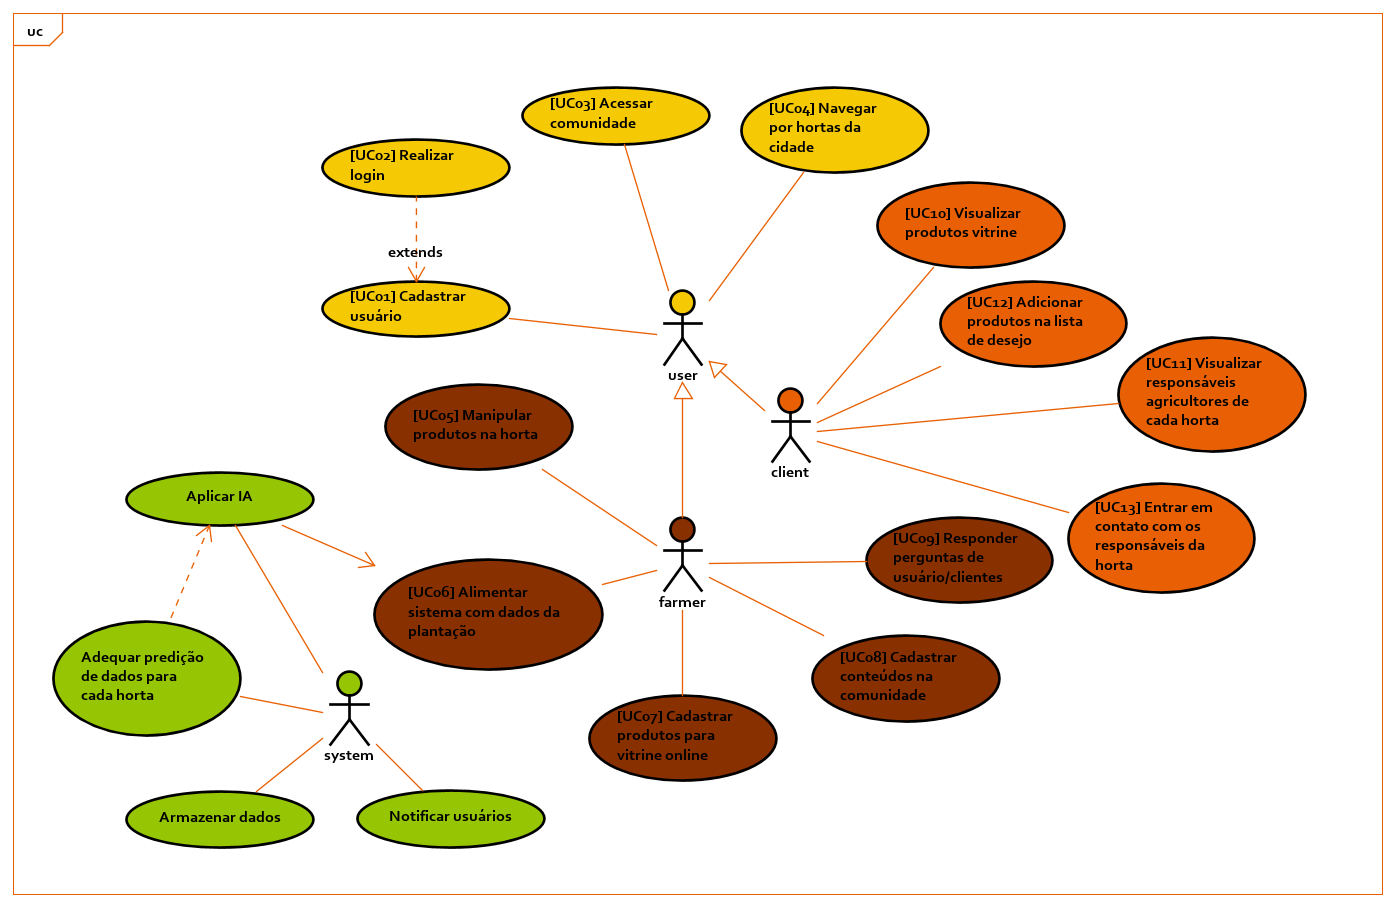 uc
[UC03] Acessar
comunidade
[UC04] Navegar
por hortas da
cidade
[UC02] Realizar
login
[UC10] Visualizar
produtos vitrine
extends
[UC01] Cadastrar
usuário
[UC12] Adicionar
produtos na lista
de desejo
[UC11] Visualizar
responsáveis
agricultores de
cada horta
user
[UC05] Manipular
produtos na horta
client
Aplicar IA
[UC13] Entrar em
contato com os
responsáveis da
horta
[UC09] Responder
perguntas de
usuário/clientes
[UC06] Alimentar
sistema com dados da
plantação
farmer
Adequar predição
de dados para
cada horta
[UC08] Cadastrar
conteúdos na
comunidade
[UC07] Cadastrar
produtos para
vitrine online
system
Armazenar dados
Notificar usuários